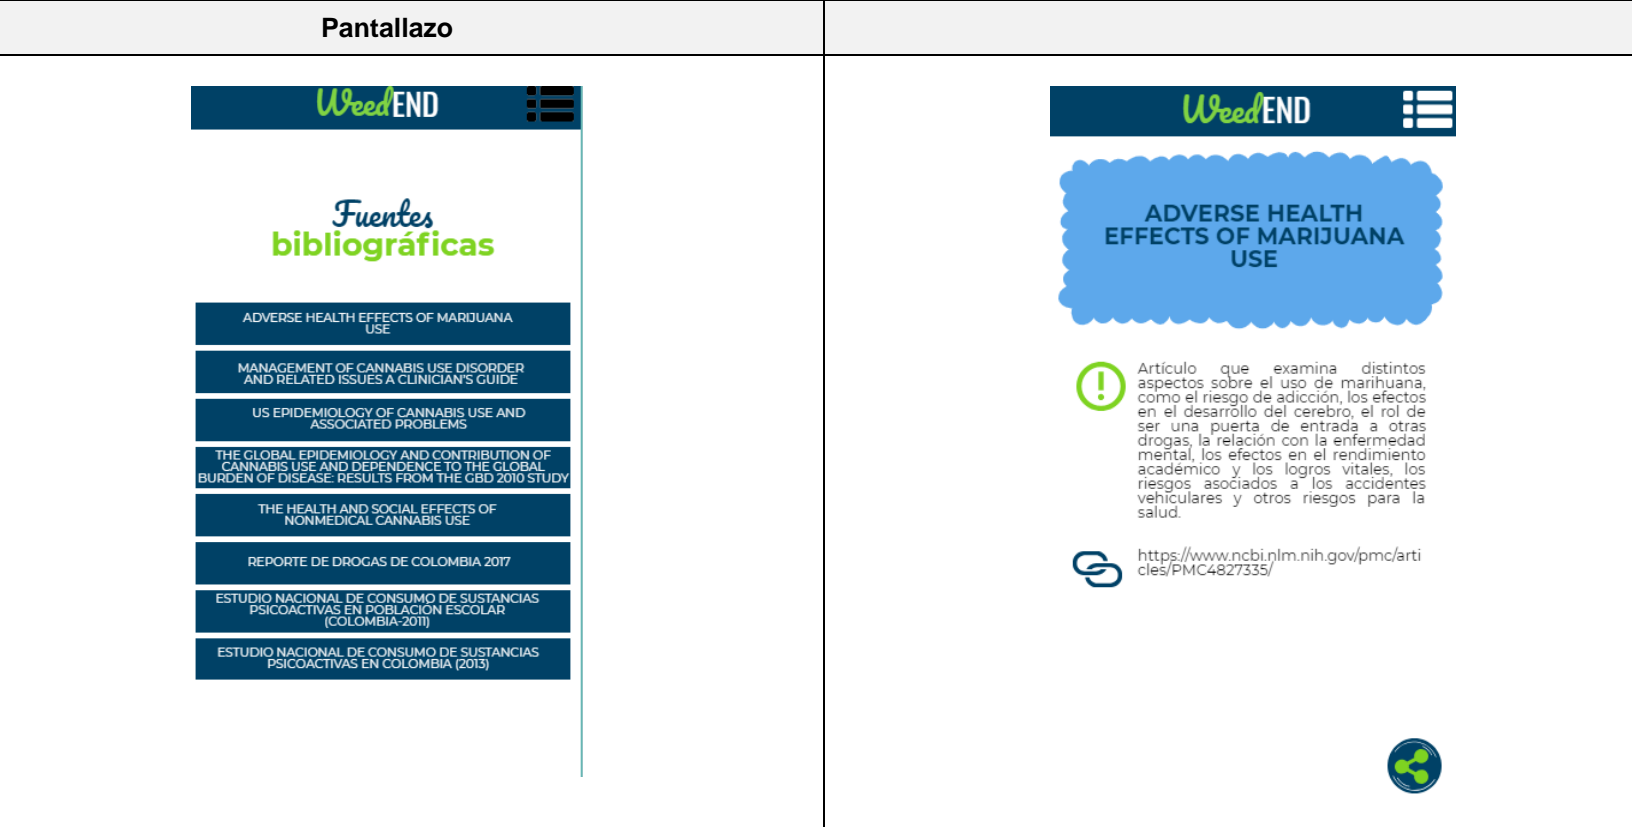 Pantallazo
WeedEND
Fuentes
bibliográficas
ADVERSE HEALTH EFFECTS OF MARIJUANA
USE
MANAGEMENT OF CANNABIS USE DISORDER
AND RELATED ISSUES A CLINICIAN'S GUIDE
US EPIDEMIOLOGY OF CANNABIS USE AND
ASSOCIATED PROBLEMS
THE GLOBAL EPIDEMIOLOGY AND CONTRIBUTION OF
CANNABIS USE AND DEPENDENCE TO THE GLOBAL
BURDEN OF DISEASE: RESULTS FROM THE GBD 2010 STUDY
THE HEALTH AND SOCIAL EFFECTS OF
NONMEDICAL CANNABIS USE
REPORTE DE DROGAS DE COLOMBIA 2017
ESTUDIO NACIONAL DE CONSUMO DE SUSTANCIAS
PSICOACTIVAS EN POBLACIÓN ESCOLAR
(COLOMBIA-2011)
ESTUDIO NACIONAL DE CONSUMO DE SUSTANCIAS
PSICOACTIVAS EN COLOMBIA (2013)
WeedEND
ADVERSE HEALTH
EFFECTS OF MARIJUANA
USE
Artículo que examina distintos
aspectos sobre el uso de marihuana,
como el riesgo de adicción, los efectos
en el desarrollo del cerebro, el rol de
ser una puerta de entrada a otras
drogas, la relación con la enfermedad
mental, los efectos en el rendimiento
académico y los logros vitales, los
riesgos asociados a los accidentes
vehiculares y otros riesgos para la
salud.
https://www.ncbi.nlm.nih.gov/pmc/arti
cles/PMC4827335/